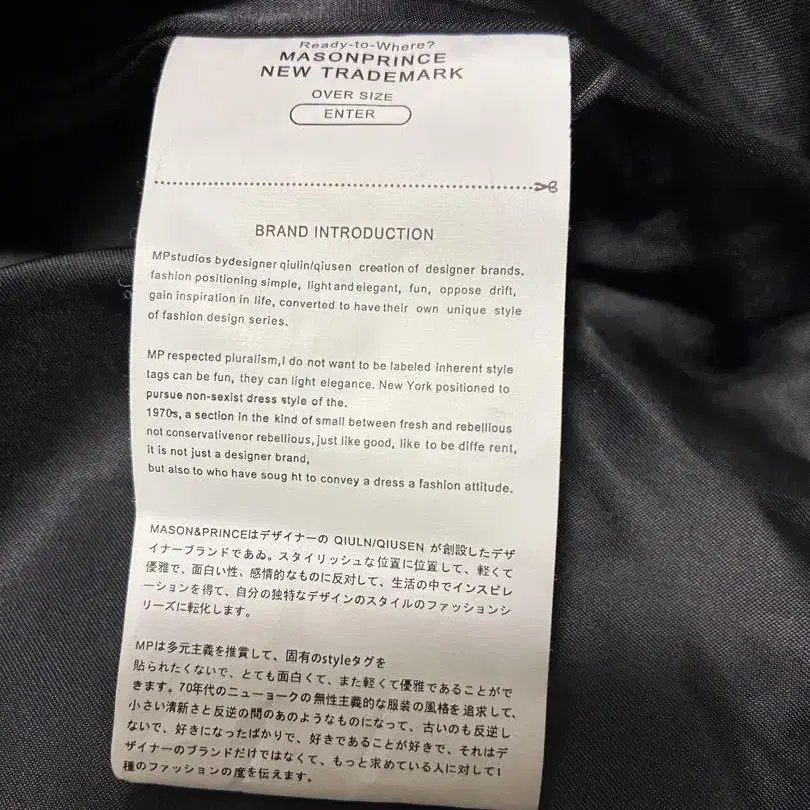 Ready-to-Where?
MASONPRINCE
NEW TRADEMARK
OVER SIZE
ENTER
BRAND INTRODUCTION
MPstudios bydesigner qiulin/qiusen creation of designer brands.
fashion positioning simple, light and elegant, fun, oppose drift,
gain inspiration in life, converted to have their own unique style
of fashion design series.
MP respected pluralism,I do not want to be labeled inherent style
tags can be fun, they can light elegance. New York positioned to
pursue non-sexist dress style of the.
1970s, a section in the kind of small between fresh and rebellious
not conservativenor rebellious, just like good, like to be diffe rent,
it is not just a designer brand,
but also to who have soug ht to convey a dress a fashion attitude.
MASON&PRINCEはデザイナーの QIULN/QIUSEN が創設したデザ
イナーブランドであゐ。スタイリッシュな位置に位置して、軽くて
優雅で、面白い性、感情的なものに反対して、生活の中でインスピレ
ーションを得て、自分の独特なデザインのスタイルのファッションシ
リーズに転化します。
MPは多元主義を推賞して、固有のstyleタグを
貼られたくないで、とても面白くて、また軽くて優雅であることがで
きます。70年代のニューョークの無性主義的な服装の風格を追求して、
小さい清新さと反逆の間のあのようなものになって、古いのも反逆し
ないで、好きになったばかりで、好きであることが好きで、それはデ
ザイナーのブランドだけではなくて、もっと求めている人に対して1
種のファッションの度を伝えます。